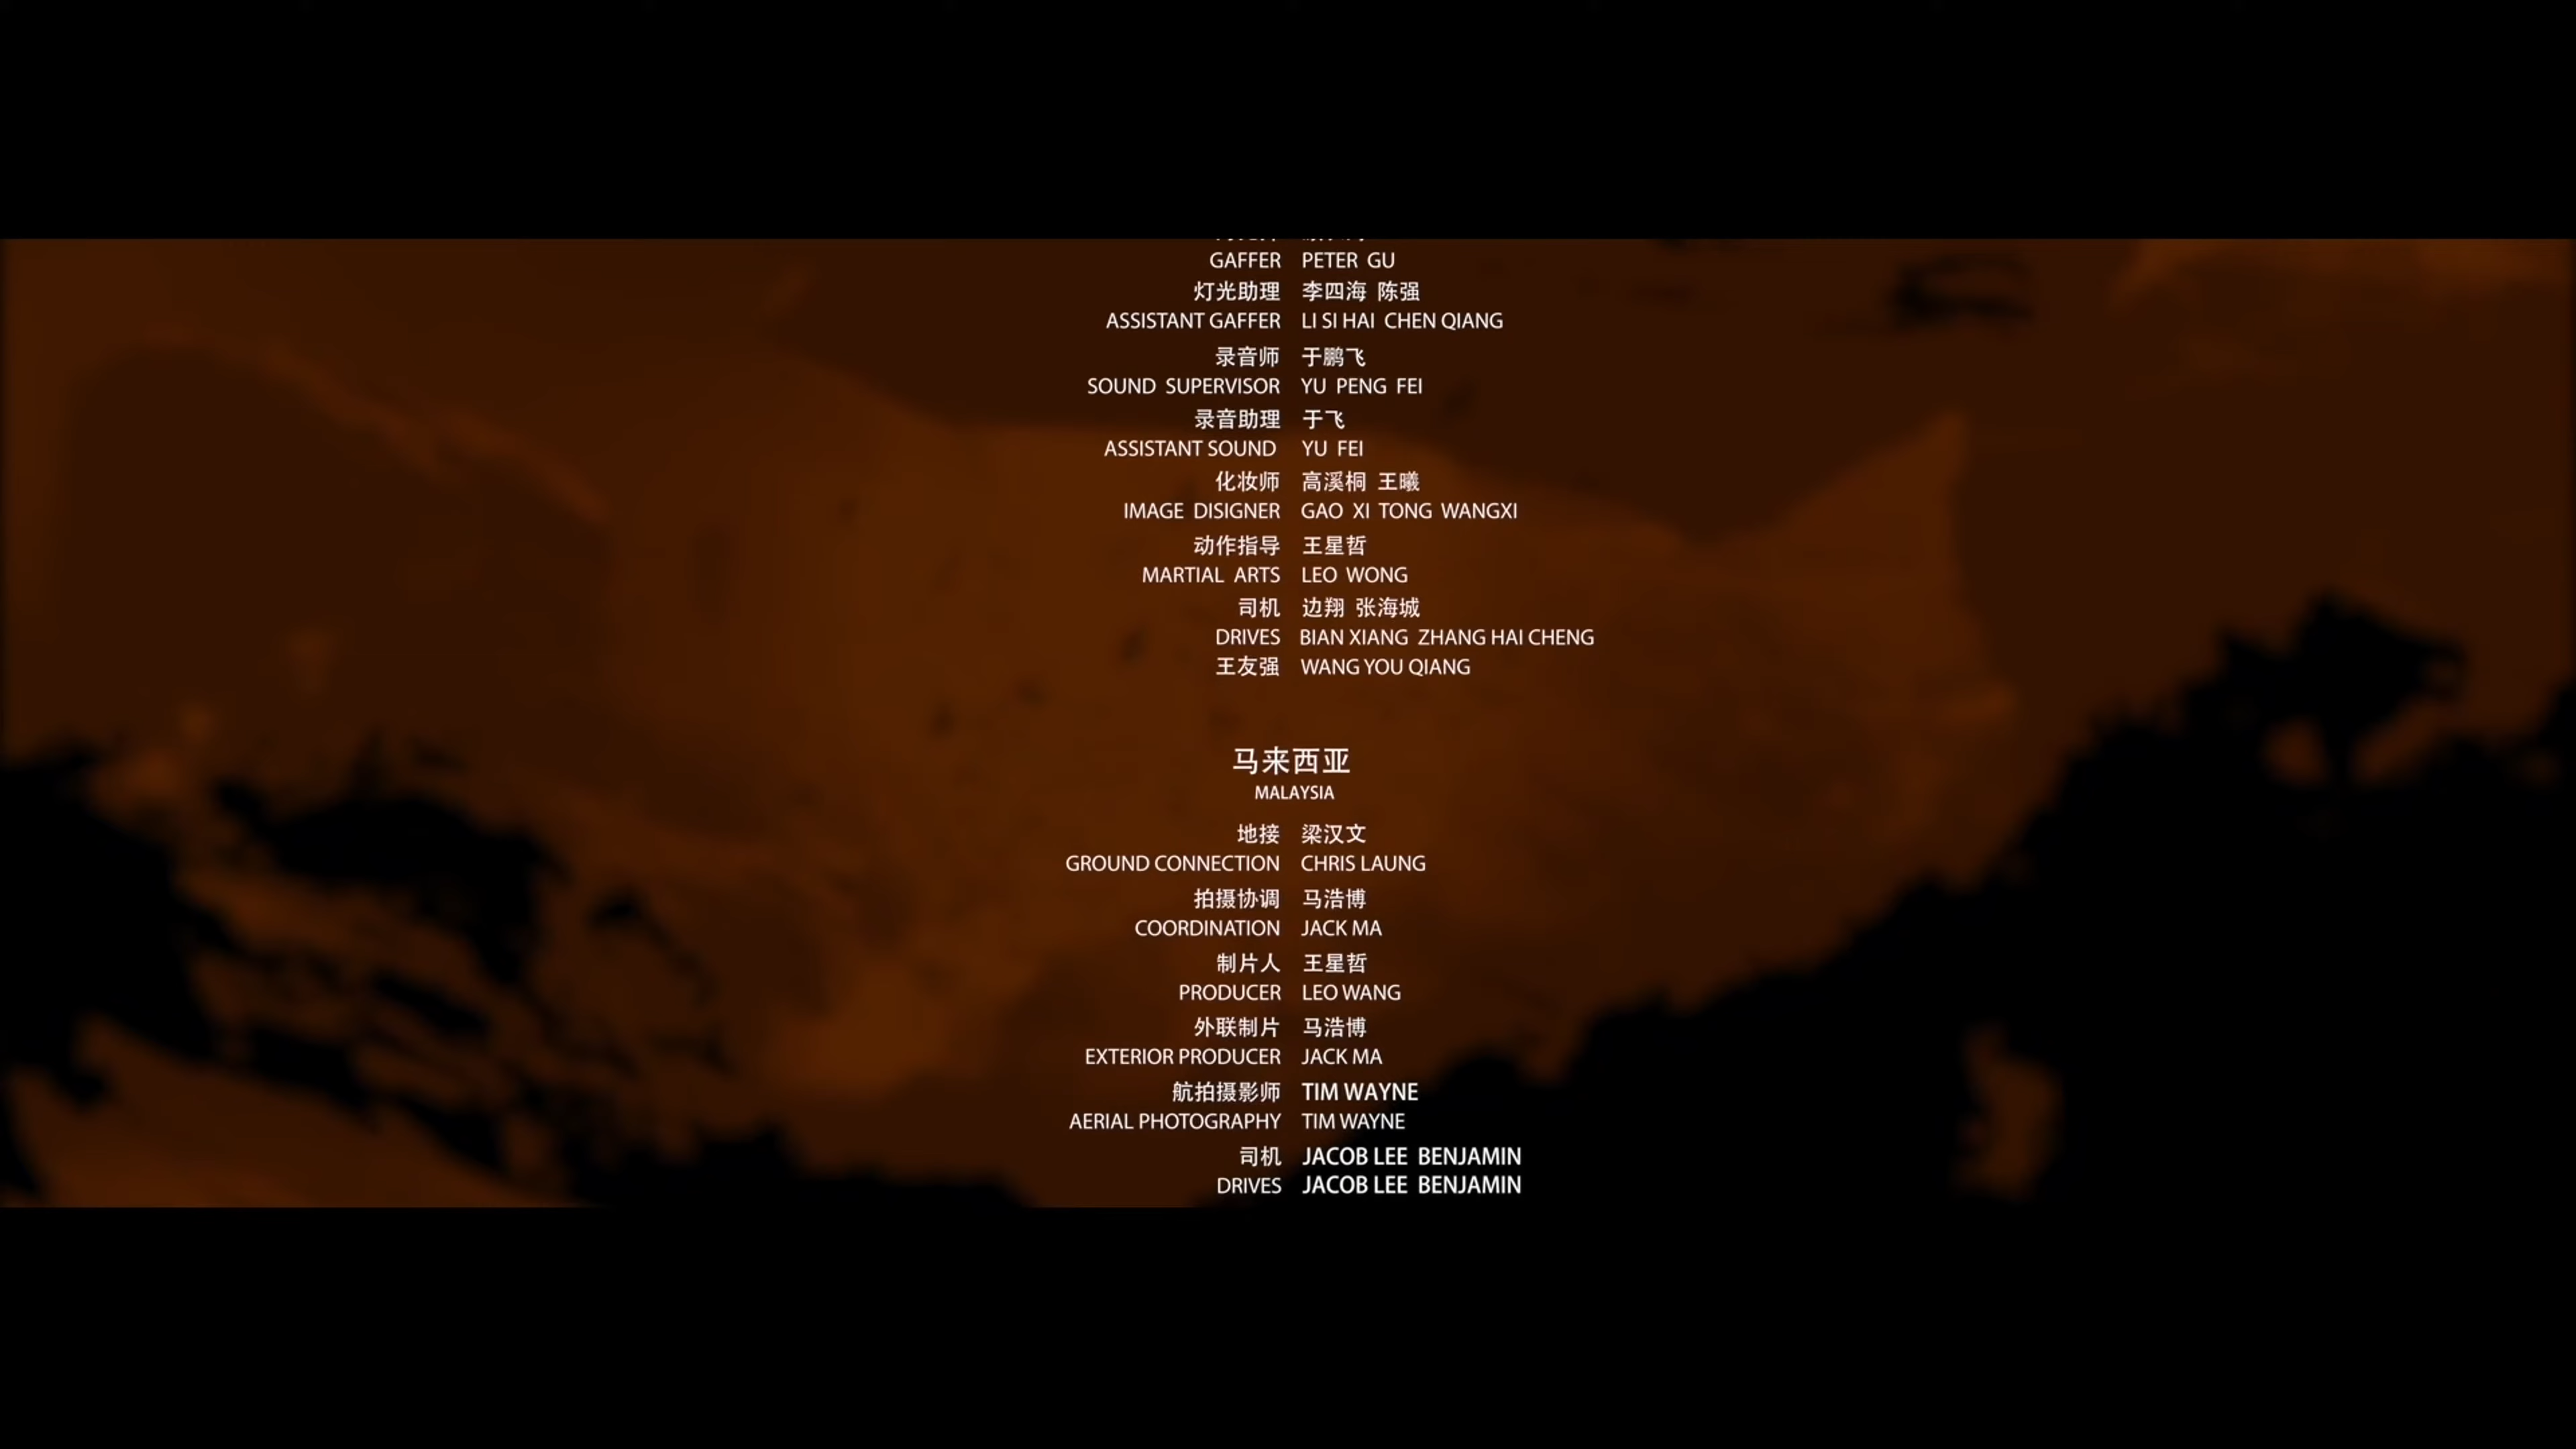 GAFFER PETER GU
灯光助理 李四海 陈强
ASSISTANT GAFFER LI SI HAI CHEN QIANG
录音师 于鹏飞
SOUND SUPERVISOR YU PENG FEI
录音助理 于飞
ASSISTANT SOUND YU FEI
化妆师 高溪桐 王曦
IMAGE DISIGNER GAO XI TONG WANGXI
动作指导 王星哲
MARTIAL ARTS LEO WONG
司机 边翔 张海城
DRIVES BIAN XIANG ZHANG HAI CHENG
王友强 WANG YOU QIANG
马来西亚
MALAYSIA
地接 梁汉文
GROUND CONNECTION CHRIS LAUNG
拍摄协调 马浩博
COORDINATION JACK MA
制片人 王星哲
PRODUCER LEO WANG
外联制片 马浩博
EXTERIOR PRODUCER JACK MA
航拍摄影师 TIM WAYNE
AERIAL PHOTOGRAPHY TIM WAYNE
司机 JACOB LEE BENJAMIN
DRIVES JACOB LEE BENJAMIN